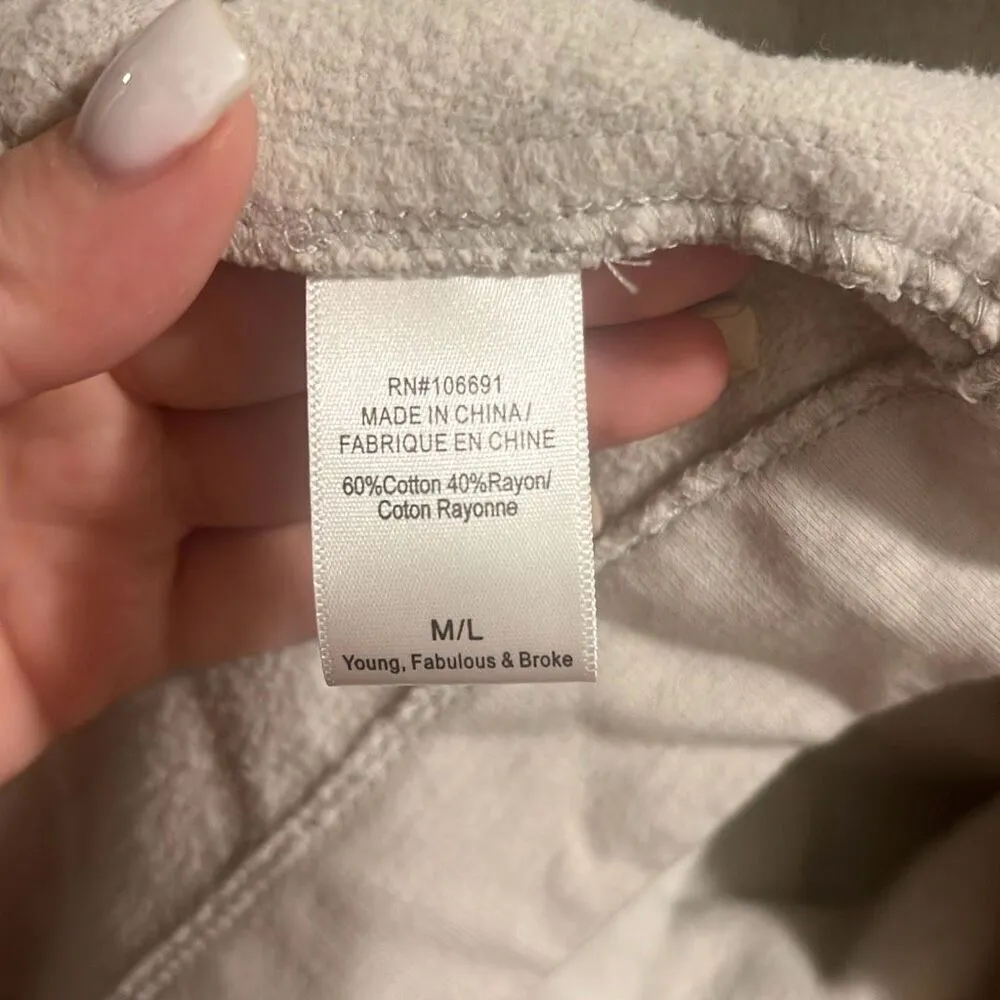 RN#106691
MADE IN CHINA/
FABRIQUE EN CHINE
60%Cotton 40%Rayon/
Coton Rayonne
M/L
Young, Fabulous & Broke